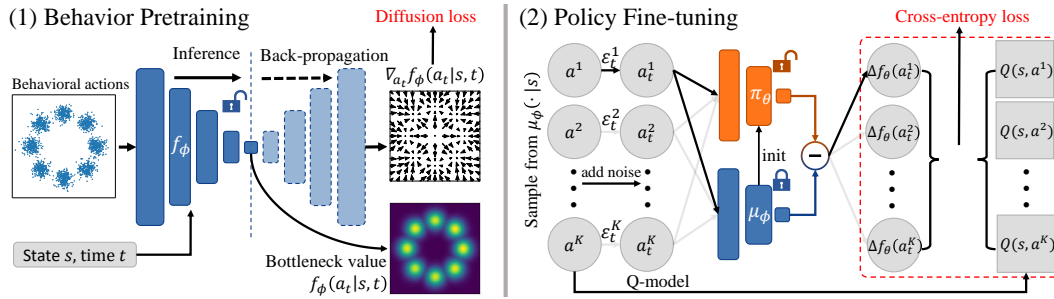 (1) Behavior Pretraining
Diffusion loss
Inference
Back-propagation
∇_{a_t} f_ϕ(a_t|s, t)
Behavioral actions
f_ϕ
State s, time t
Bottleneck value
f_ϕ(a_t|s, t)
(2) Policy Fine-tuning
Cross-entropy loss
Sample from μ_ϕ(· |s)
a^1
ε_t^1
a_t^1
a^2
ε_t^2
a_t^2
add noise
a^K
ε_t^K
a_t^K
π_θ
init
μ_ϕ
−
Δf_θ(a_t^1)
Δf_θ(a_t^2)
Δf_θ(a_t^K)
Q(s, a^1)
Q(s, a^2)
Q(s, a^K)
Q-model